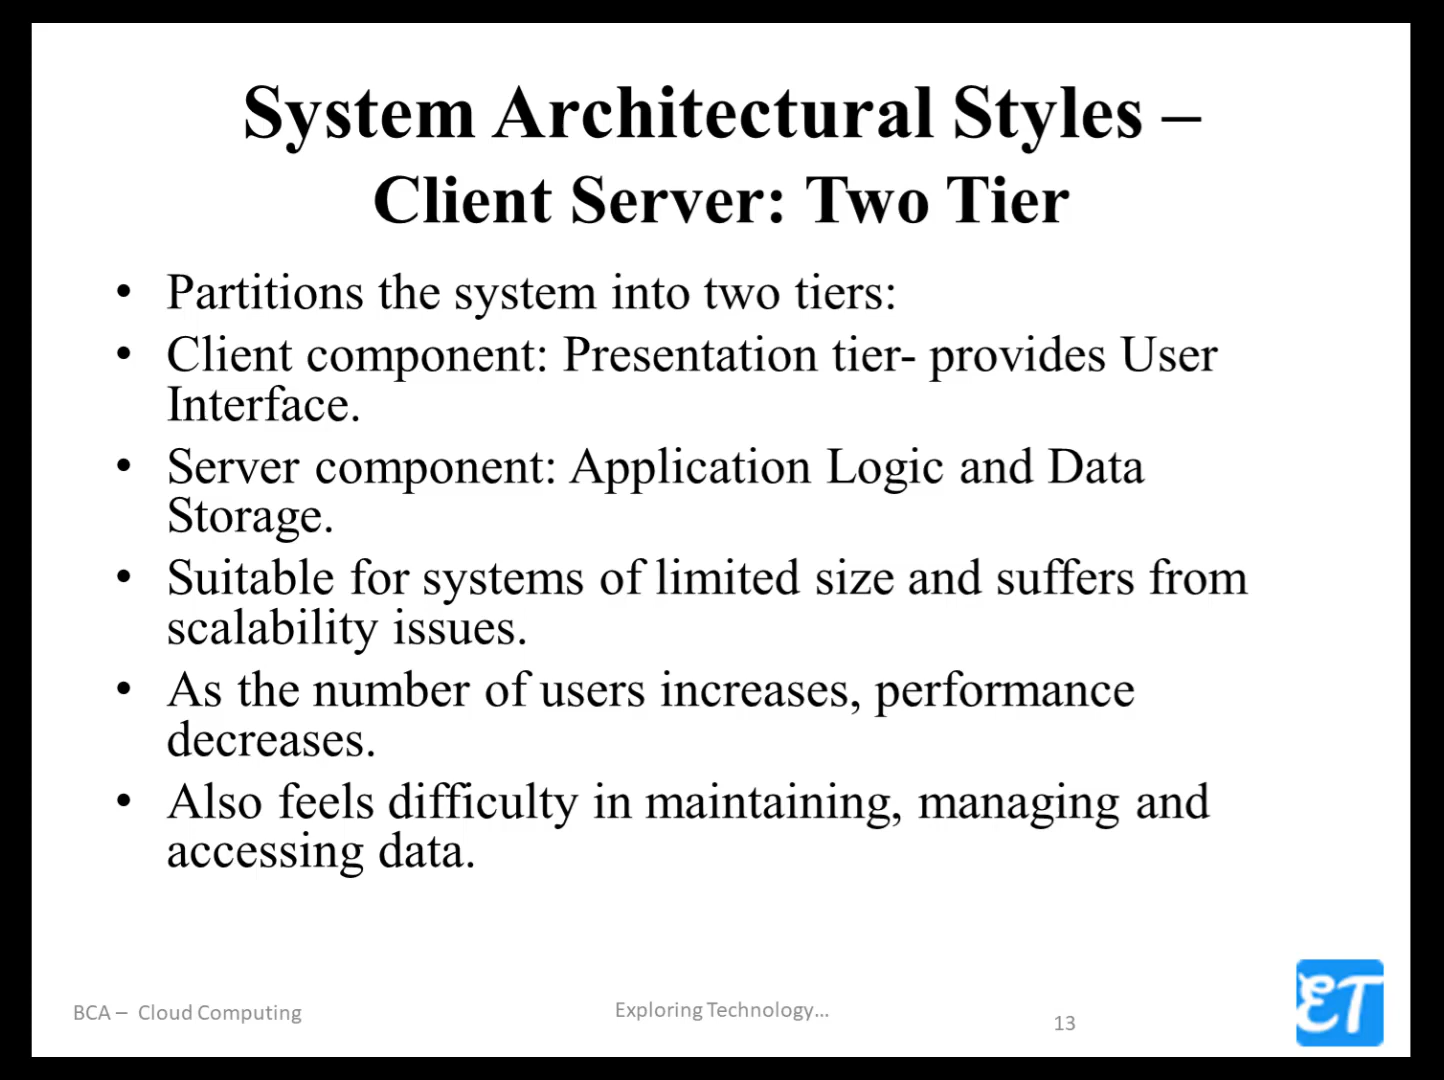 System Architectural Styles –
Client Server: Two Tier
• Partitions the system into two tiers:
• Client component: Presentation tier- provides User
Interface.
• Server component: Application Logic and Data
Storage.
• Suitable for systems of limited size and suffers from
scalability issues.
• As the number of users increases, performance
decreases.
• Also feels difficulty in maintaining, managing and
accessing data.
BCA – Cloud Computing
Exploring Technology...
13
ET